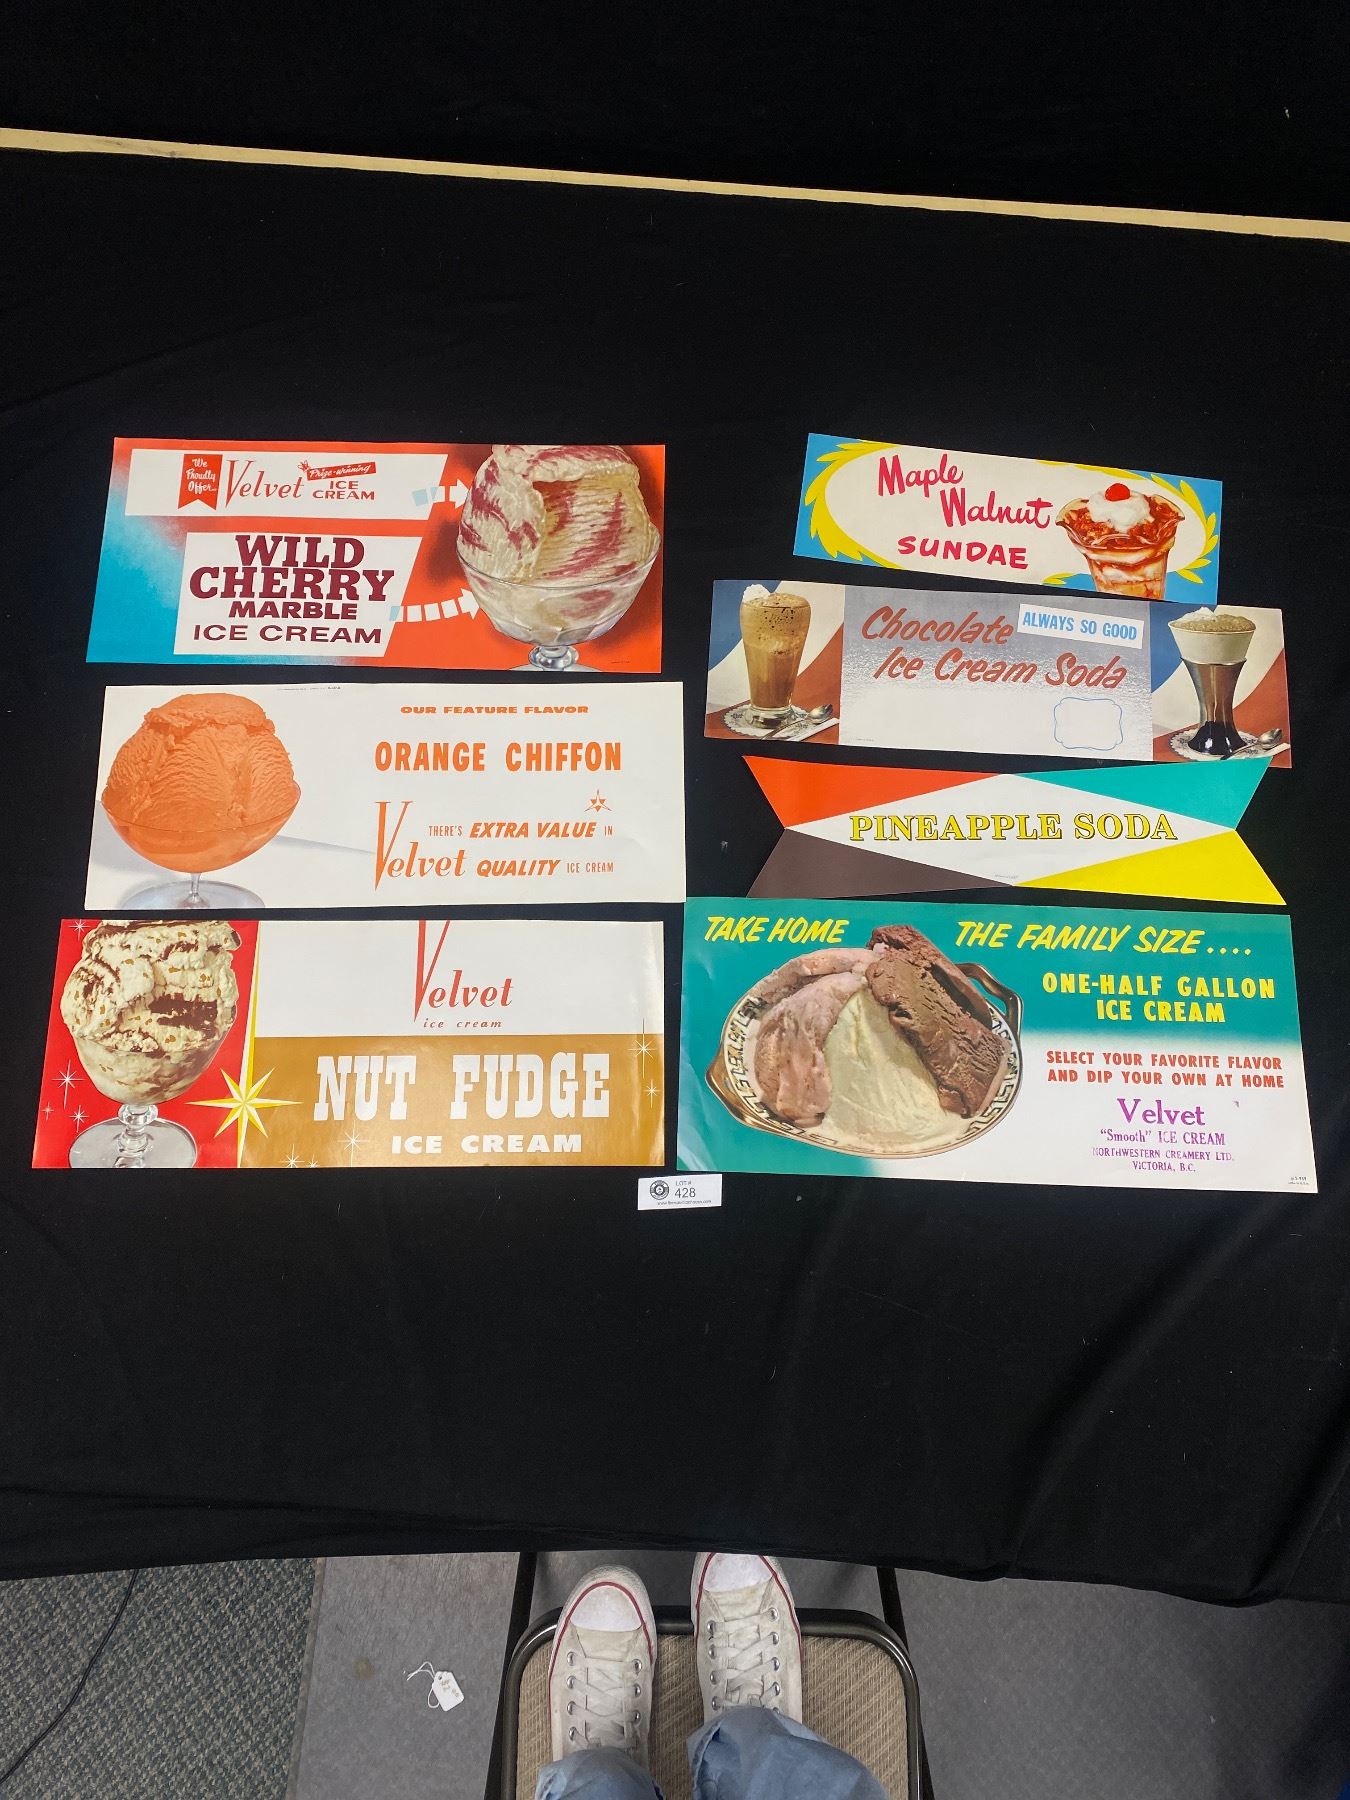 We
Proudly
Offer...
Velvet
Prize-winning
ICE
CREAM
WILD
CHERRY
MARBLE
ICE CREAM
OUR FEATURE FLAVOR
ORANGE CHIFFON
THERE'S EXTRA VALUE IN
Velvet QUALITY ICE CREAM
Velvet
ice cream
NUT FUDGE
ICE CREAM
Maple
Walnut
SUNDAE
Chocolate
ALWAYS SO GOOD
Ice Cream Soda
PINEAPPLE SODA
TAKE HOME THE FAMILY SIZE....
ONE-HALF GALLON
ICE CREAM
SELECT YOUR FAVORITE FLAVOR
AND DIP YOUR OWN AT HOME
Velvet
"Smooth" ICE CREAM
NORTHWESTERN CREAMERY LTD.
VICTORIA, B.C.
LOT #
428